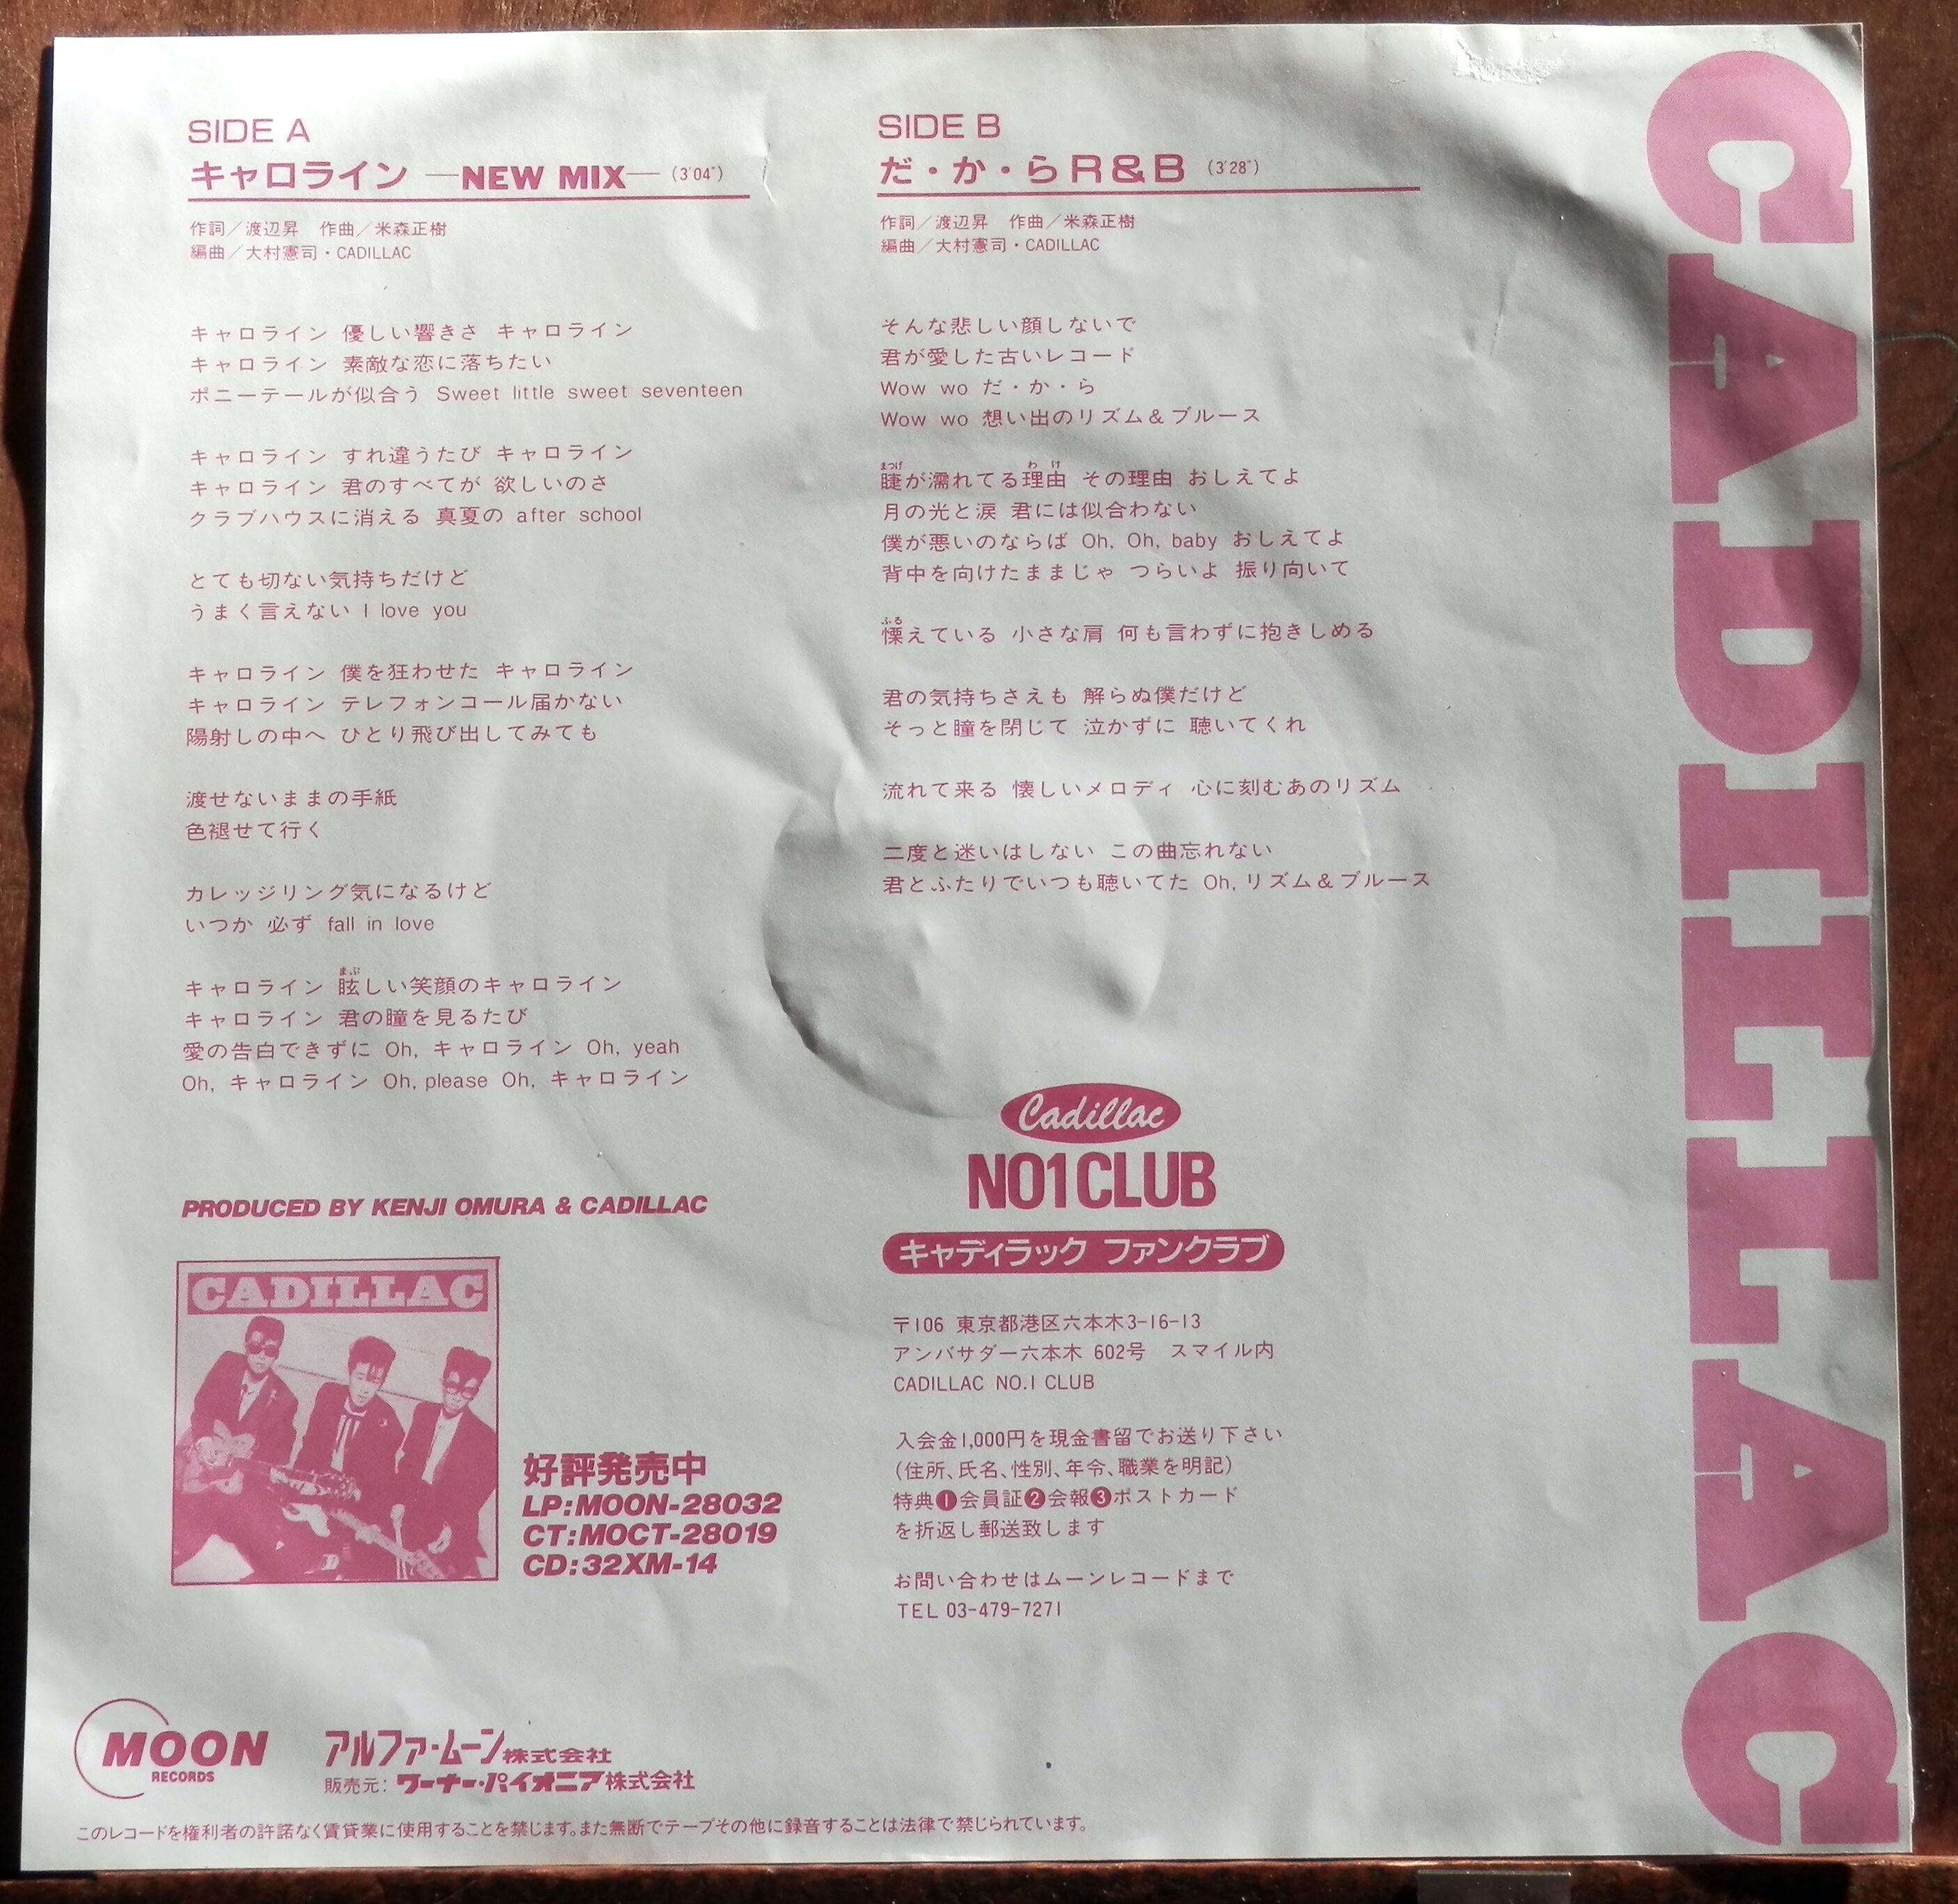 SIDE A
キャロライン —NEW MIX— (3'04")
作詞／渡辺昇　作曲／米森正樹
編曲／大村憲司・CADILLAC
キャロライン 優しい響きさ キャロライン
キャロライン 素敵な恋に落ちたい
ポニーテールが似合う Sweet little sweet seventeen
キャロライン すれ違うたび キャロライン
キャロライン 君のすべてが 欲しいのさ
クラブハウスに消える 真夏の after school
とても切ない気持ちだけど
うまく言えない I love you
キャロライン 僕を狂わせた キャロライン
キャロライン テレフォンコール届かない
陽射しの中へ ひとり飛び出してみても
渡せないままの手紙
色褪せて行く
カレッジリング気になるけど
いつか 必ず fall in love
まぶ
キャロライン 眩しい笑顔のキャロライン
キャロライン 君の瞳を見るたび
愛の告白できずに Oh, キャロライン Oh, yeah
Oh, キャロライン Oh, please Oh, キャロライン
PRODUCED BY KENJI OMURA & CADILLAC
CADILLAC
好評発売中
LP:MOON-28032
CT:MOCT-28019
CD:32XM-14
SIDE B
だ・か・らR&B (3'28")
作詞／渡辺昇　作曲／米森正樹
編曲／大村憲司・CADILLAC
そんな悲しい顔しないで
君が愛した古いレコード
Wow wo だ・か・ら
Wow wo 想い出のリズム＆ブルース
まつげ わけ
睫が濡れてる理由 その理由 おしえてよ
月の光と涙 君には似合わない
僕が悪いのならば Oh, Oh, baby おしえてよ
背中を向けたままじゃ つらいよ 振り向いて
ふる
慄えている 小さな肩 何も言わずに抱きしめる
君の気持ちさえも 解らぬ僕だけど
そっと瞳を閉じて 泣かずに 聴いてくれ
流れて来る 懐しいメロディ 心に刻むあのリズム
二度と迷いはしない この曲忘れない
君とふたりでいつも聴いてた Oh, リズム＆ブルース
Cadillac
NO1 CLUB
キャディラック ファンクラブ
〒106 東京都港区六本木3-16-13
アンバサダー六本木 602号　スマイル内
CADILLAC NO.1 CLUB
入会金1,000円を現金書留でお送り下さい
(住所、氏名、性別、年令、職業を明記)
特典❶会員証❷会報❸ポストカード
を折返し郵送致します
お問い合わせはムーンレコードまで
TEL 03-479-7271
CADILLAC
MOON
RECORDS
アルファ・ムーン株式会社
販売元：ワーナー・パイオニア株式会社
このレコードを権利者の許諾なく賃貸業に使用することを禁じます。また無断でテープその他に録音することは法律で禁じられています。